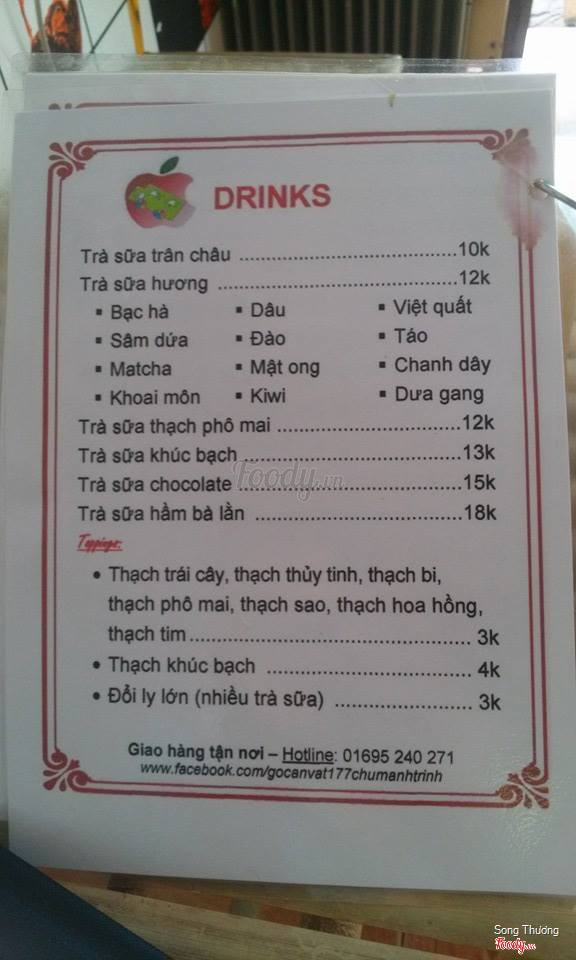 DRINKS
Trà sữa trân châu ........................................10k
Trà sữa hương .............................................12k
▪ Bạc hà ▪ Dâu ▪ Việt quất
▪ Sâm dứa ▪ Đào ▪ Táo
▪ Matcha ▪ Mật ong ▪ Chanh dây
▪ Khoai môn ▪ Kiwi ▪ Dưa gang
Trà sữa thạch phô mai ..................................12k
Trà sữa khúc bạch ........................................13k
Trà sữa chocolate .........................................15k
Trà sữa hầm bà lằn ......................................18k
Toppings:
• Thạch trái cây, thạch thủy tinh, thạch bi,
thạch phô mai, thạch sao, thạch hoa hồng,
thạch tim.................................................... 3k
• Thạch khúc bạch ...................................... 4k
• Đổi ly lớn (nhiều trà sữa) ......................... 3k
Giao hàng tận nơi – Hotline: 01695 240 271
www.facebook.com/gocanvat177chumanhtrinh
Foody.vn
Song Thương
Foody.vn